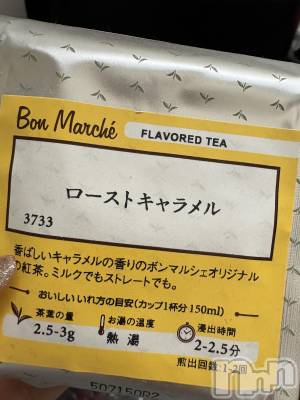 Bon Marché FLAVORED TEA
ローストキャラメル
3733
香ばしいキャラメルの香りのボンマルシェオリジナル
の紅茶。ミルクでもストレートでも。
おいしいいれ方の目安(カップ1杯分150ml)
茶葉の量 お湯の温度 浸出時間
2.5-3g 熱湯 2-2.5分
煎出回数:1-2回